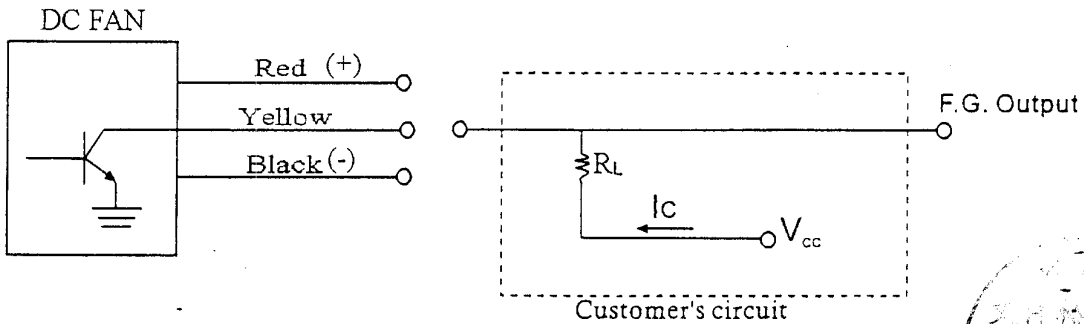 DC FAN
Red (+)
Yellow
Black (-)
F.G. Output
RL
Ic
Vcc
Customer's circuit